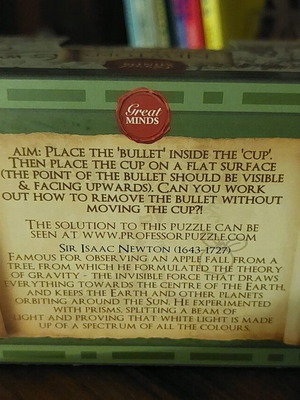 Great
MINDS
AIM: PLACE THE 'BULLET' INSIDE THE 'CUP'.
THEN PLACE THE CUP ON A FLAT SURFACE
(THE POINT OF THE BULLET SHOULD BE VISIBLE
& FACING UPWARDS). CAN YOU WORK
OUT HOW TO REMOVE THE BULLET WITHOUT
MOVING THE CUP?!
THE SOLUTION TO THIS PUZZLE CAN BE
SEEN AT WWW.PROFESSORPUZZLE.COM
SIR ISAAC NEWTON (1643-1727)
FAMOUS FOR OBSERVING AN APPLE FALL FROM A
TREE, FROM WHICH HE FORMULATED THE THEORY
OF GRAVITY - THE INVISIBLE FORCE THAT DRAWS
EVERYTHING TOWARDS THE CENTRE OF THE EARTH,
AND KEEPS THE EARTH AND OTHER PLANETS
ORBITING AROUND THE SUN. HE EXPERIMENTED
WITH PRISMS, SPLITTING A BEAM OF
LIGHT AND PROVING THAT WHITE LIGHT IS MADE
UP OF A SPECTRUM OF ALL THE COLOURS.